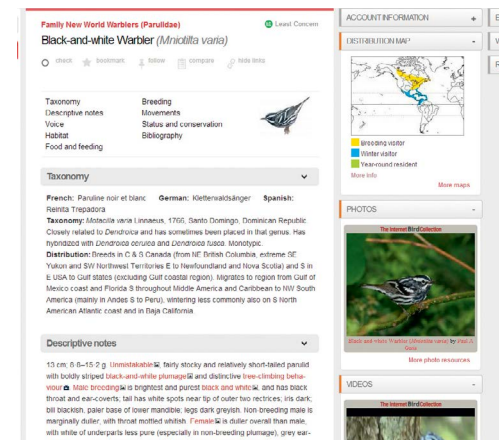 Family New World Warblers (Parulidae)
Least Concern
Black-and-white Warbler (Mniotilta varia)
check bookmark follow compare hide links
Taxonomy
Descriptive notes
Voice
Habitat
Food and feeding
Breeding
Movements
Status and conservation
Bibliography
Taxonomy
French: Paruline noir et blanc German: Kletterwaldsänger Spanish:
Reinita Trepadora
Taxonomy: Motacilla varia Linnaeus, 1766, Santo Domingo, Dominican Republic
Closely related to Dendroica and has sometimes been placed in that genus. Has
hybridized with Dendroica cerulea and Dendroica fusca. Monotypic.
Distribution: Breeds in C & S Canada (from NE British Columbia, extreme SE
Yukon and SW Northwest Territories E to Newfoundland and Nova Scotia) and S in
E USA to Gulf states (excluding Gulf coastal region). Migrates to region from Gulf of
Mexico coast and Florida S throughout Middle America and Caribbean to NW South
America (mainly in Andes S to Peru), wintering less commonly also on S North
American Atlantic coast and in Baja California.
Descriptive notes
13 cm; 8·8–15·2 g. Unmistakable, fairly stocky and relatively short-tailed parulid
with boldly striped black-and-white plumage and distinctive tree-climbing beha-
viour. Male breeding is brightest and purest black and white, and has black
throat and ear-coverts; tail has white spots near tip of outer two rectrices; iris dark;
bill blackish, paler base of lower mandible; legs dark greyish. Non-breeding male is
marginally duller, with throat mottled whitish. Female is duller overall than male,
with white of underparts less pure (especially in non-breeding plumage), grey ear-
ACCOUNT INFORMATION +
DISTRIBUTION MAP -
Breeding visitor
Winter visitor
Year-round resident
More info
More maps
PHOTOS -
The Internet Bird Collection
Black-and-white Warbler (Mniotilta varia) by Paul J.
More photo resources
VIDEOS -
The Internet Bird Collection